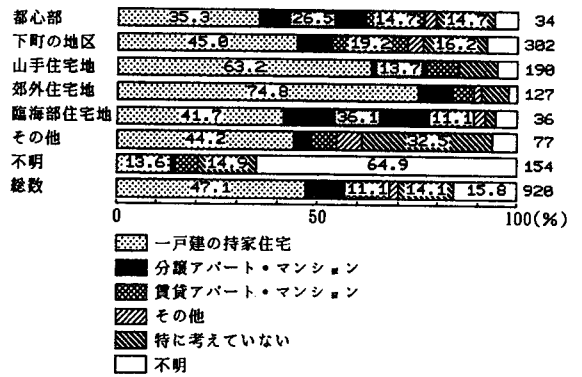 都心部 35.3 26.5 14.7 14.7 34
下町の地区 45.0 19.2 16.2 302
山手住宅地 63.2 13.7 190
郊外住宅地 74.8 127
臨海部住宅地 41.7 36.1 11.1 36
その他 44.2 32.5 77
不明 13.6 14.9 64.9 154
総数 47.1 11.1 14.1 15.8 920
0 50 100(%)
一戸建の持家住宅
分譲アパート・マンション
賃貸アパート・マンション
その他
特に考えていない
不明